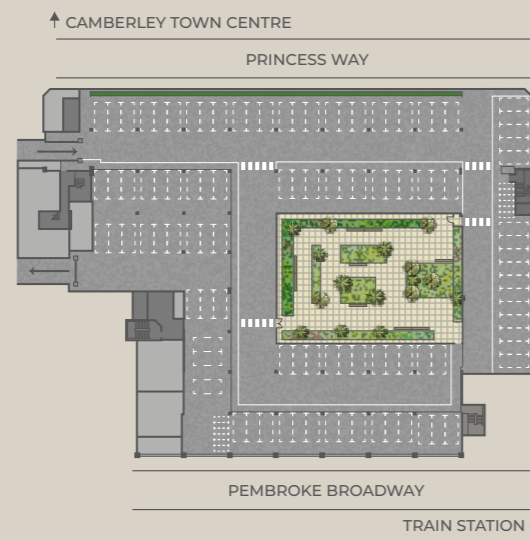 CAMBERLEY TOWN CENTRE
PRINCESS WAY
PEMBROKE BROADWAY
TRAIN STATION